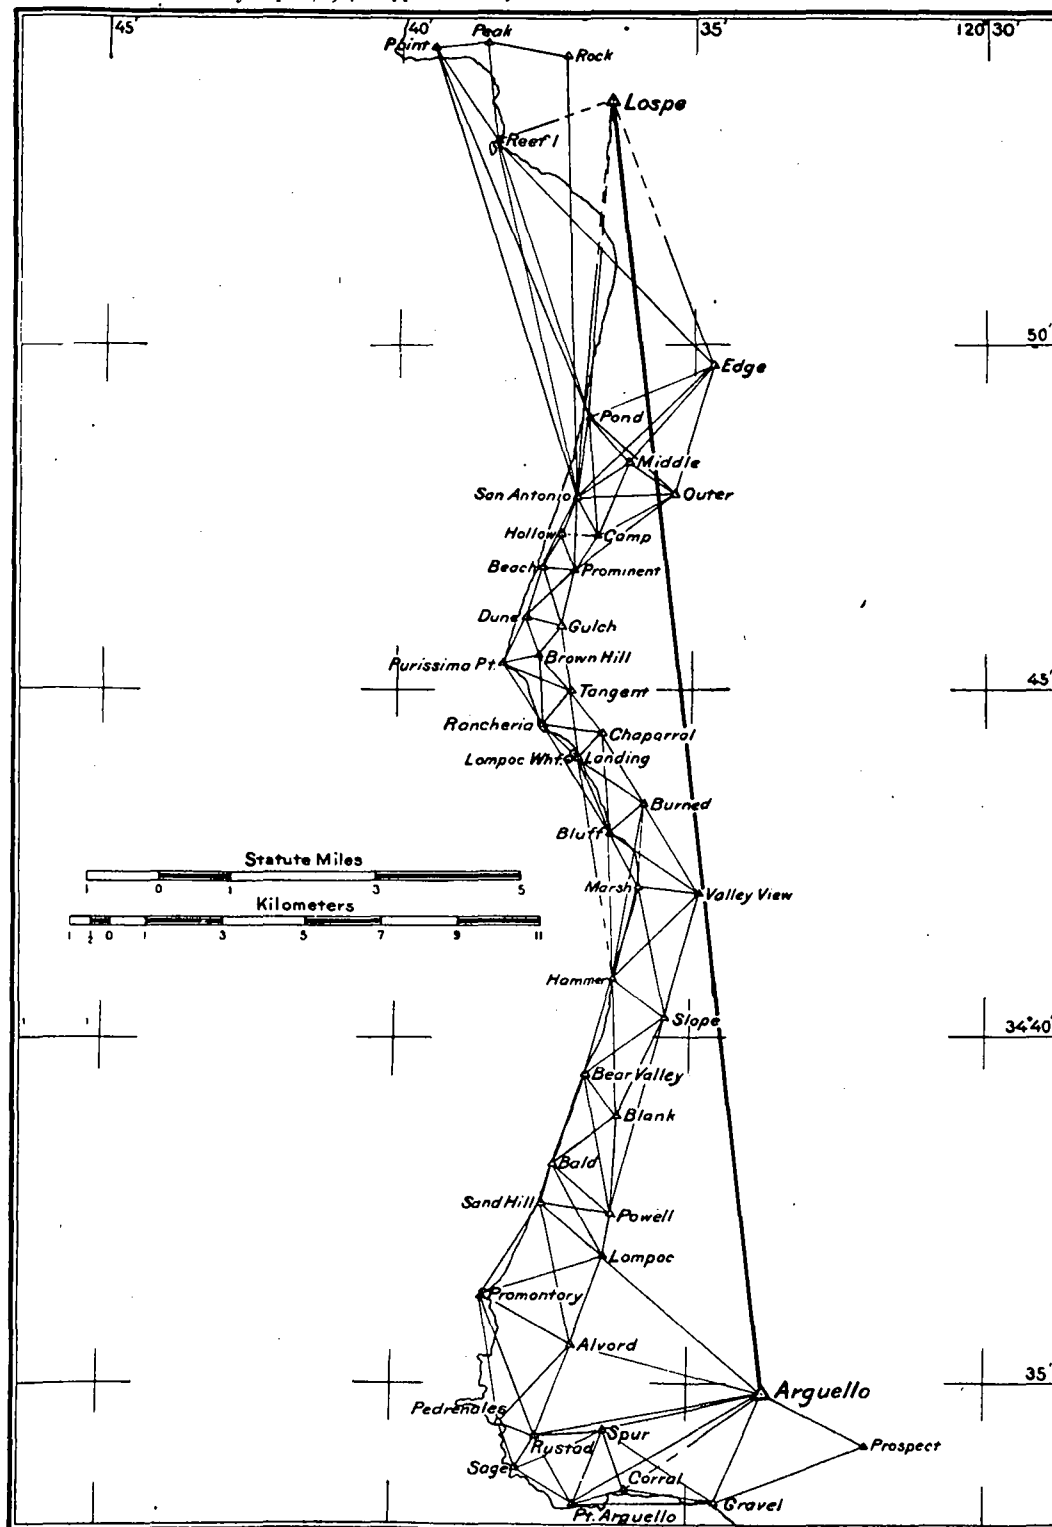 45'
40'
35'
120°30'
Point
Peak
Rock
Lospe
Reef 1
50'
Edge
Pond
Middle
San Antonio
Outer
Hollow
Camp
Beach
Prominent
Dune
Gulch
Purissima Pt.
Brown Hill
Tangent
45'
Rancheria
Chaparral
Lompoc Whf.
Landing
Burned
Bluff
Statute Miles
1 0 1 3 5
Marsh
Valley View
Kilometers
1 ½ 0 1 3 5 7 9 11
Hammer
Slope
34°40'
Bear Valley
Blank
Bald
Sand Hill
Powell
Lompoc
Promontory
Alvord
35'
Arguello
Pedrenales
Spur
Rustad
Prospect
Sage
Corral
Gravel
Pt. Arguello